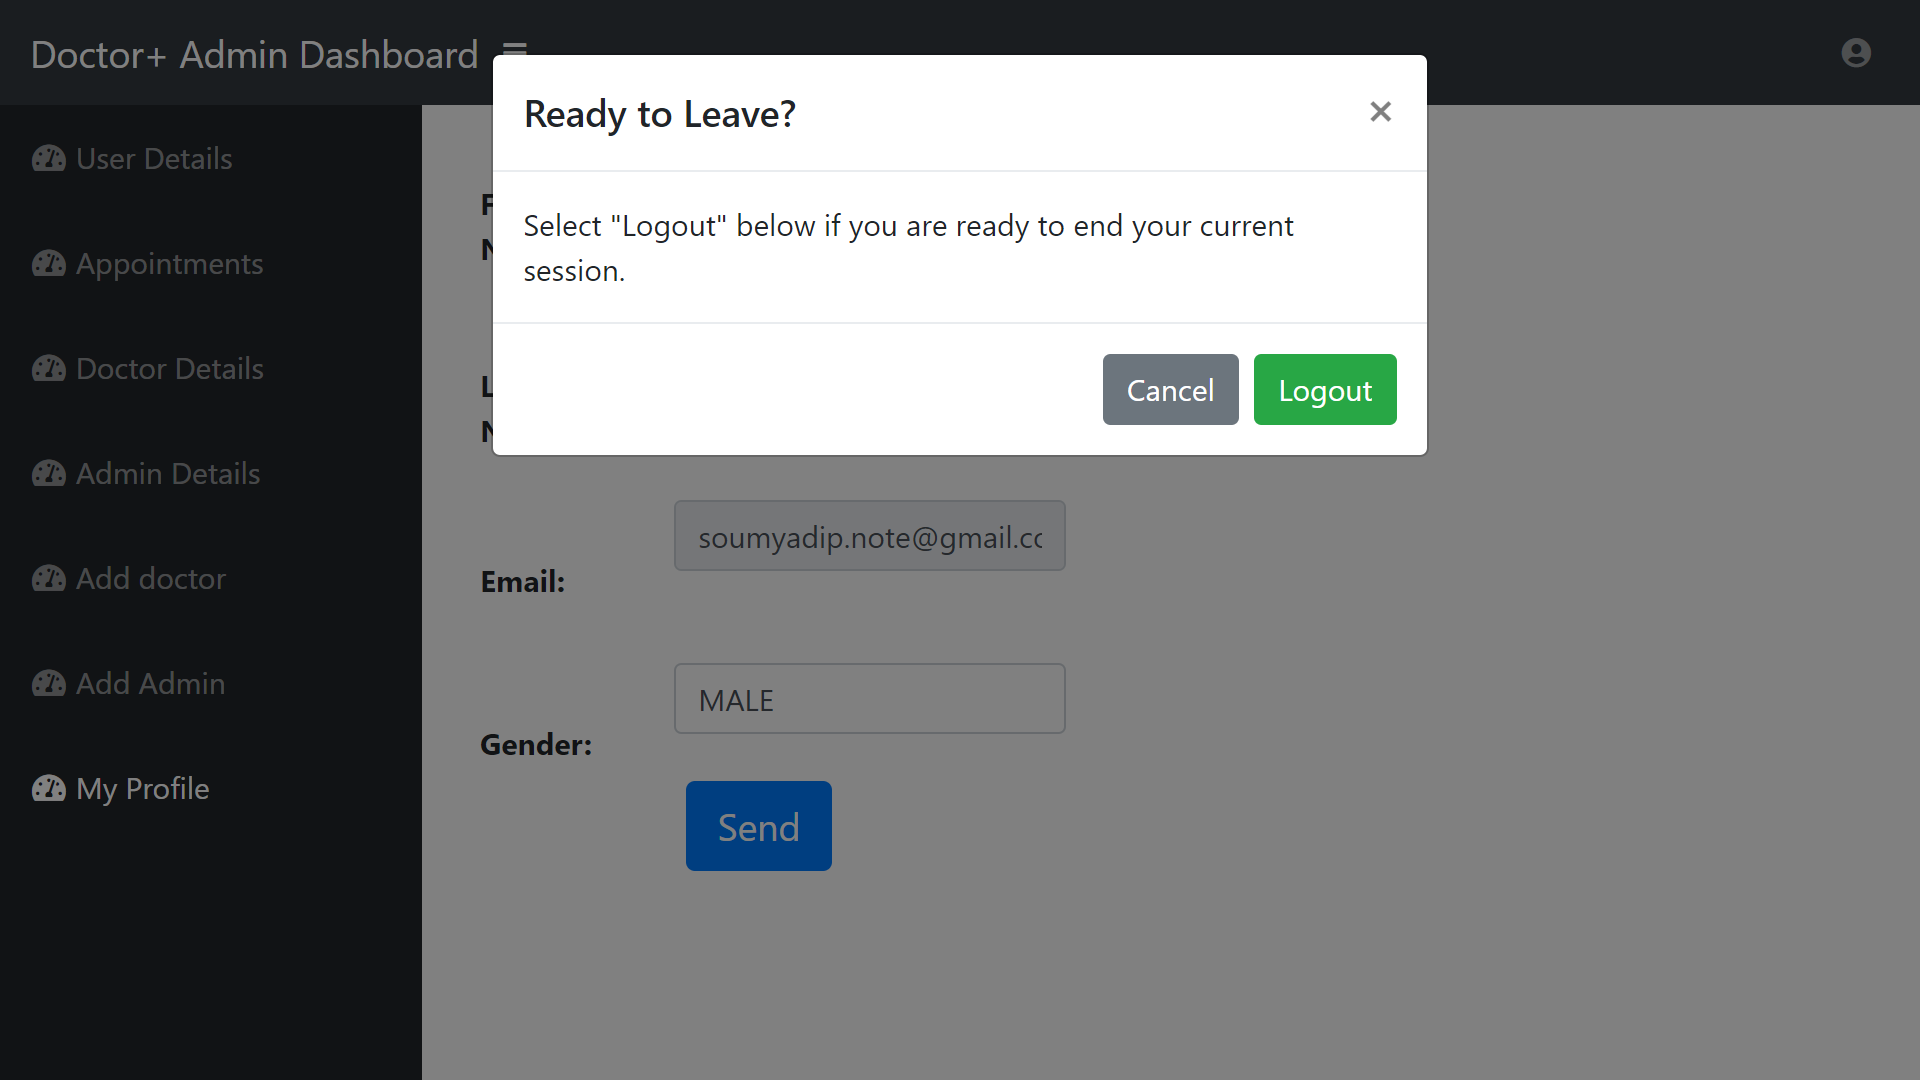 Doctor+ Admin Dashboard
Ready to Leave?
×
Select "Logout" below if you are ready to end your current
session.
Cancel
Logout
User Details
Appointments
Doctor Details
Admin Details
Add doctor
Add Admin
My Profile
soumyadip.note@gmail.cc
Email:
MALE
Gender:
Send